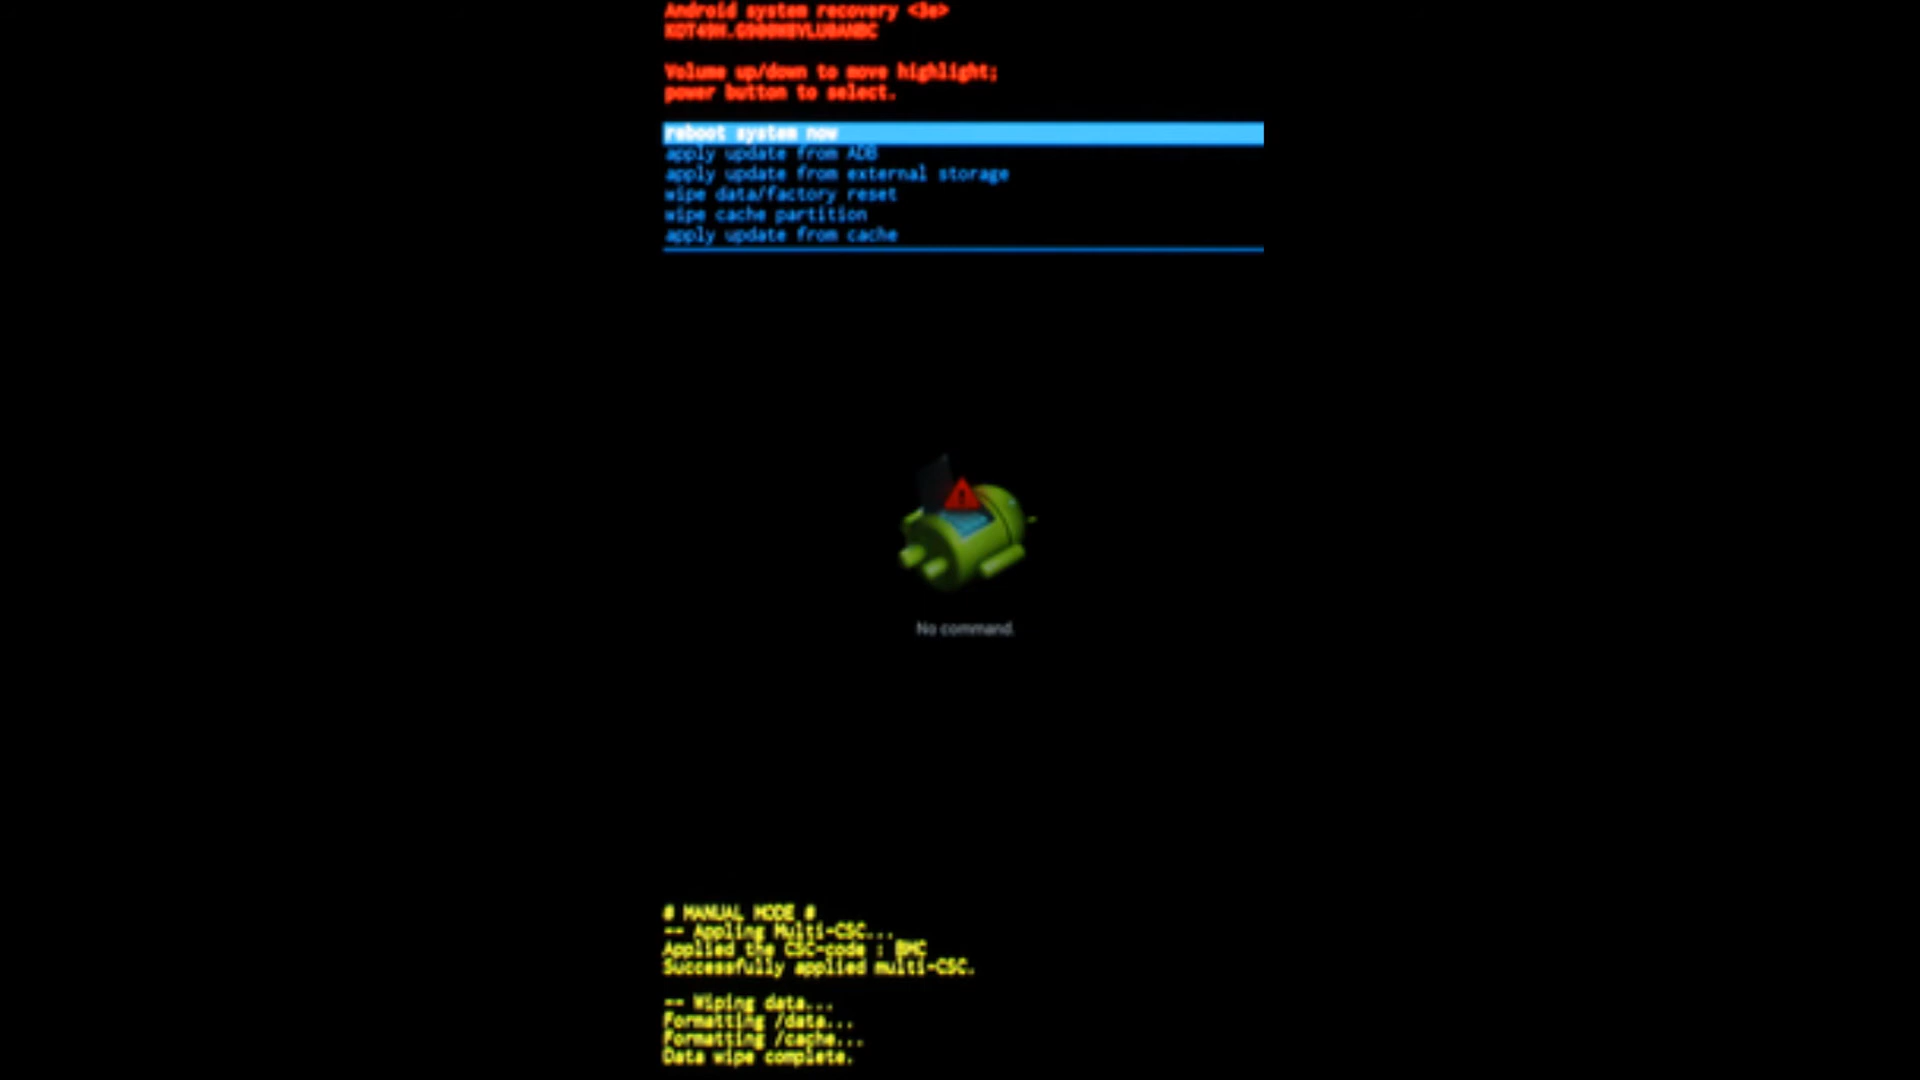 Android system recovery <3e>
KOT49H.G900W8VLU0ANBC
Volume up/down to move highlight;
power button to select.
reboot system now
apply update from ADB
apply update from external storage
wipe data/factory reset
wipe cache partition
apply update from cache
No command.
# MANUAL MODE #
-- Appling Multi-CSC...
Applied the CSC-code : BMC
Successfully applied multi-CSC.
-- Wiping data...
Formatting /data...
Formatting /cache...
Data wipe complete.